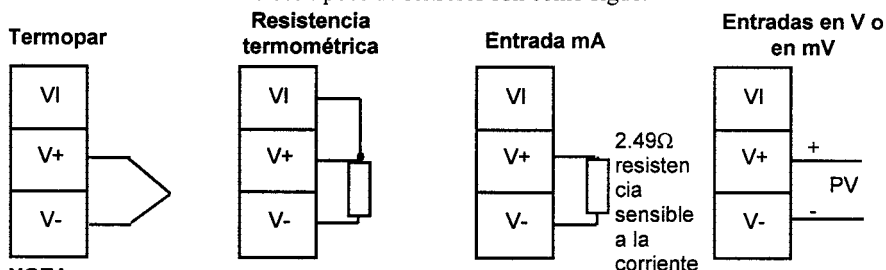 Termopar
VI
V+
V-
Resistencia
termométrica
VI
V+
V-
Entrada mA
VI
V+
V-
2.49Ω
resisten
cia
sensible
a la
corriente
Entradas en V o
en mV
VI
V+
V-
+
PV
-